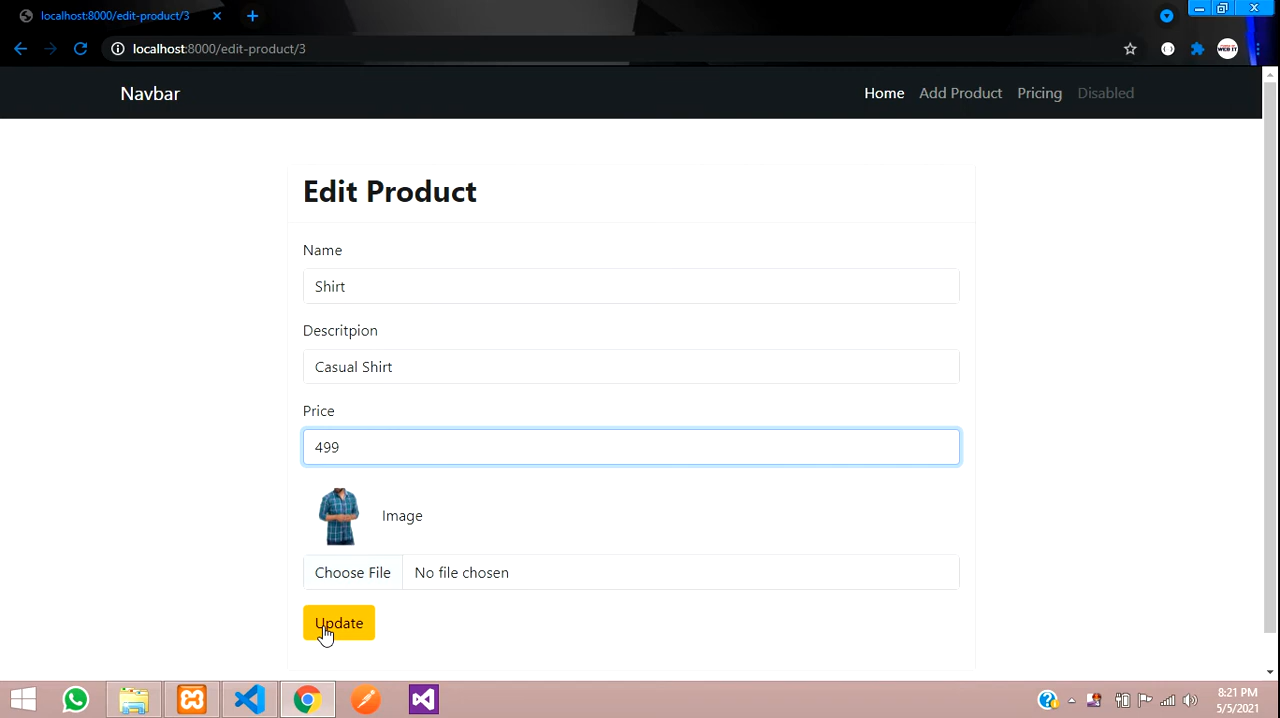 localhost:8000/edit-product/3
localhost:8000/edit-product/3
WEB IT
Navbar
Home Add Product Pricing Disabled
Edit Product
Name
Shirt
Descritpion
Casual Shirt
Price
499
Image
Choose File No file chosen
Update
8:21 PM
5/5/2021